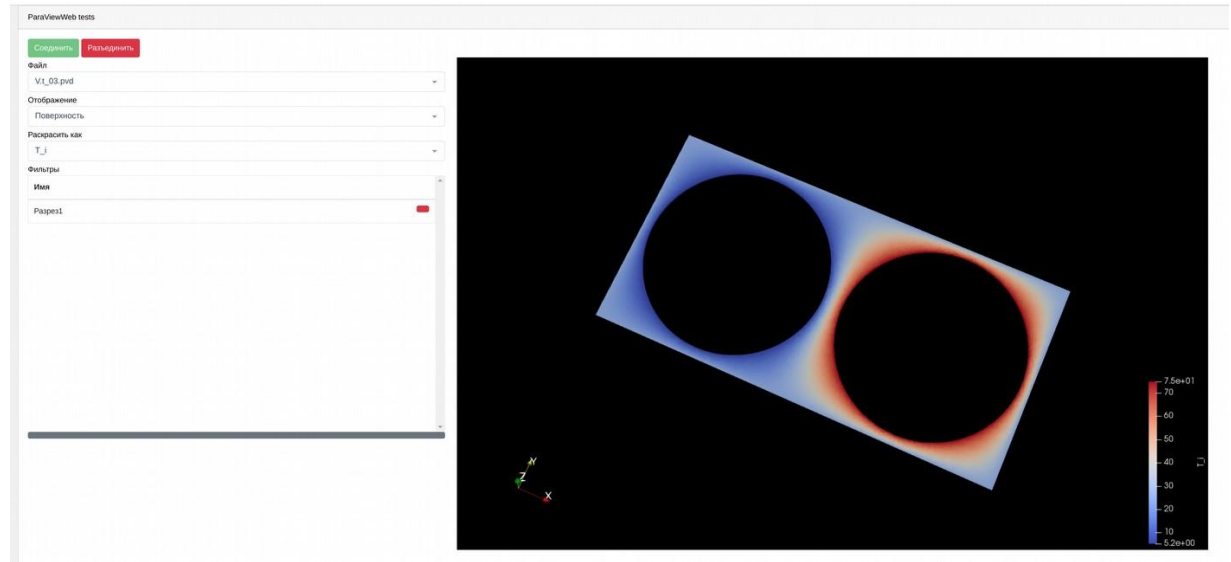 ParaViewWeb tests
Соединить Разъединить
Файл
V.t_03.pvd
Отображение
Поверхность
Раскрасить как
T_i
Фильтры
Имя
Разрез1
7.5e+01
70
60
50
40
30
20
10
5.2e+00
T_i
Y
Z
X